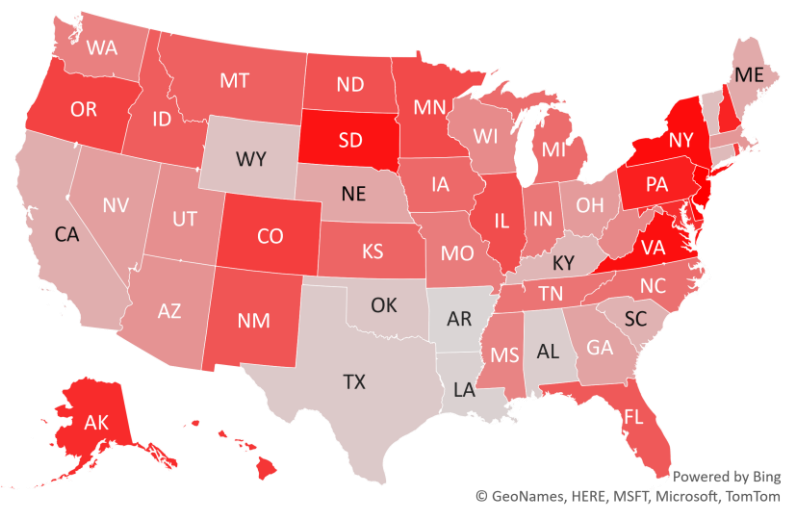 WA
ME
MT
ND
MN
OR
ID
SD
WI
MI
NY
WY
PA
IA
NE
NV
OH
IL
IN
UT
CA
CO
VA
KS
MO
KY
NC
TN
OK
AZ
NM
AR
SC
MS
AL
GA
TX
LA
FL
AK
Powered by Bing
© GeoNames, HERE, MSFT, Microsoft, TomTom